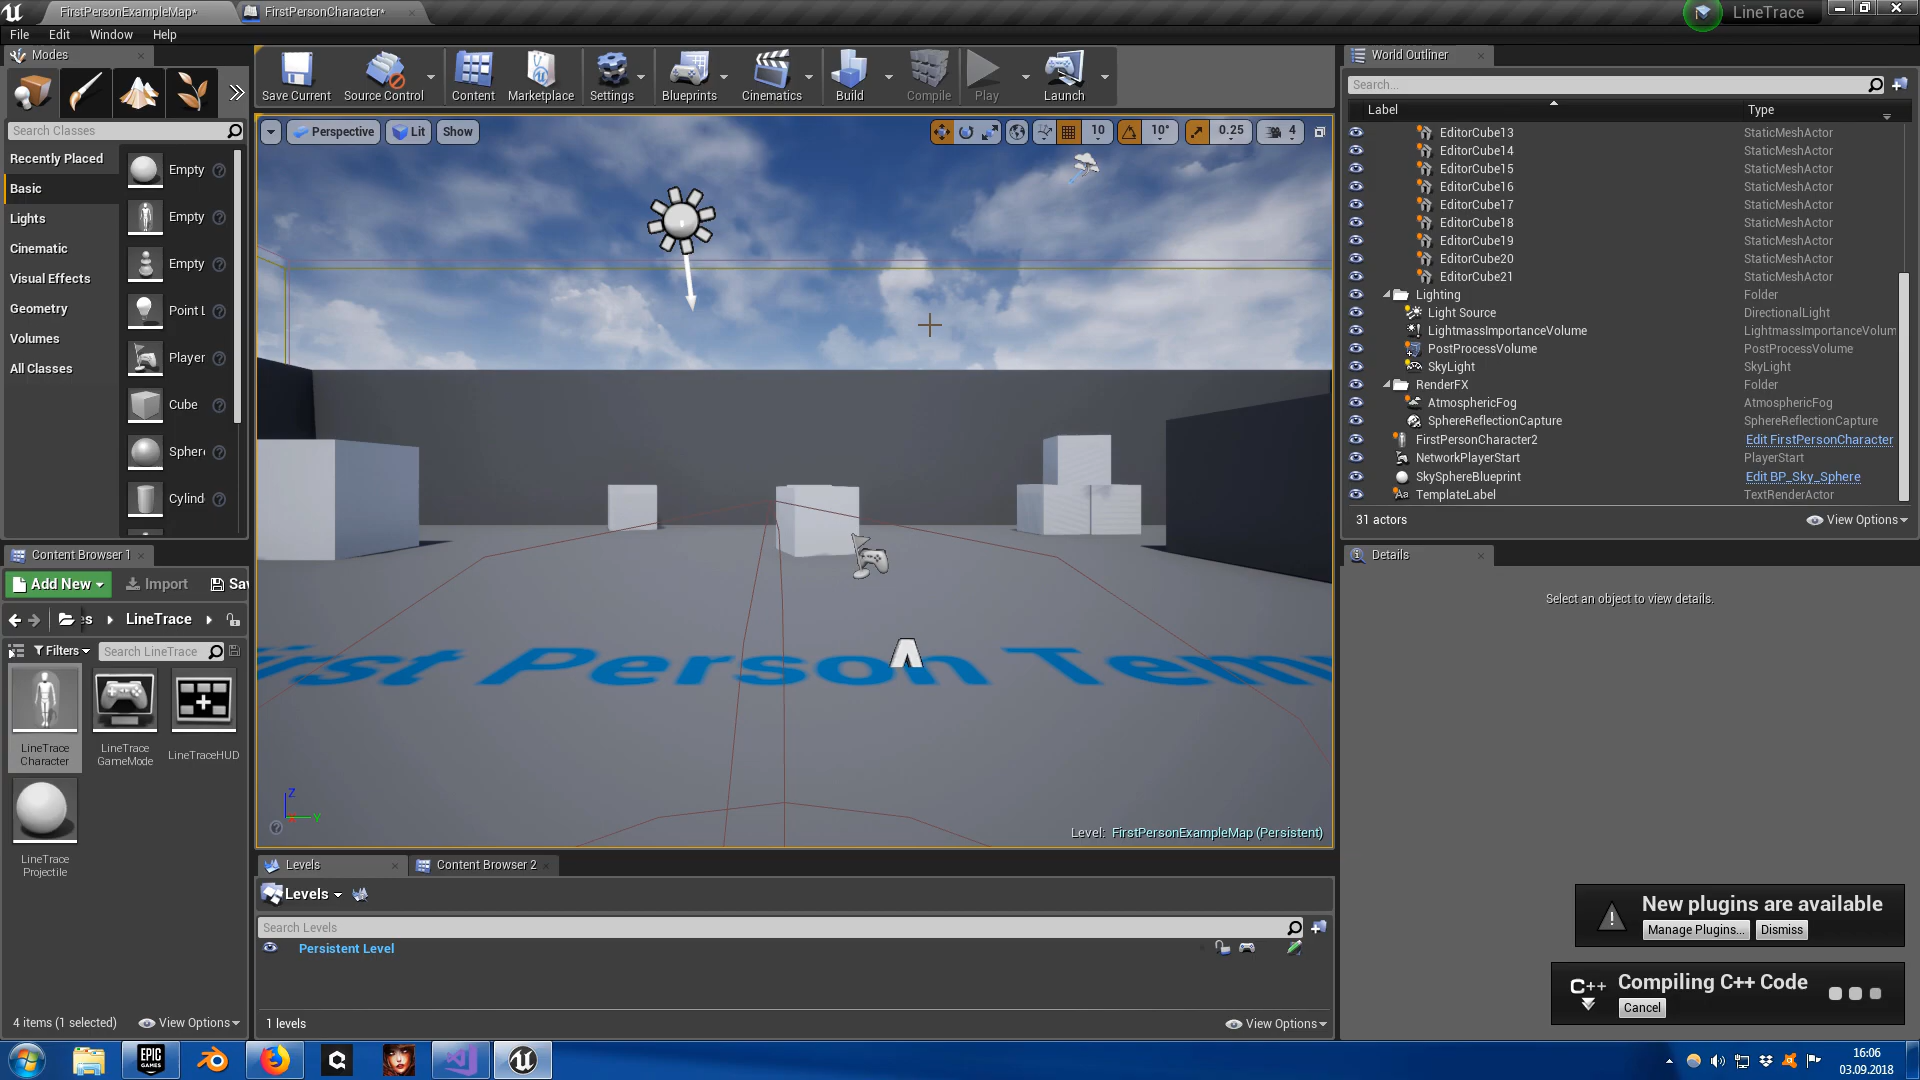 FirstPersonExampleMap*
FirstPersonCharacter*
LineTrace
File
Edit
Window
Help
Modes
Search Classes
Recently Placed
Basic
Lights
Cinematic
Visual Effects
Geometry
Volumes
All Classes
Empty
Empty
Empty
Point L
Player
Cube
Spher
Cylind
Save Current
Source Control
Content
Marketplace
Settings
Blueprints
Cinematics
Build
Compile
Play
Launch
Perspective
Lit
Show
10
10°
0.25
4
First Person Temp
Z
Y
Level: FirstPersonExampleMap (Persistent)
World Outliner
Search...
Label
Type
EditorCube13 StaticMeshActor
EditorCube14 StaticMeshActor
EditorCube15 StaticMeshActor
EditorCube16 StaticMeshActor
EditorCube17 StaticMeshActor
EditorCube18 StaticMeshActor
EditorCube19 StaticMeshActor
EditorCube20 StaticMeshActor
EditorCube21 StaticMeshActor
Lighting Folder
Light Source DirectionalLight
LightmassImportanceVolume LightmassImportanceVolum
PostProcessVolume PostProcessVolume
SkyLight SkyLight
RenderFX Folder
AtmosphericFog AtmosphericFog
SphereReflectionCapture SphereReflectionCapture
FirstPersonCharacter2 Edit FirstPersonCharacter
NetworkPlayerStart PlayerStart
SkySphereBlueprint Edit BP_Sky_Sphere
TemplateLabel TextRenderActor
31 actors
View Options
Details
Select an object to view details.
Content Browser 1
Add New
Import
Sav
es
LineTrace
Filters
Search LineTrace
LineTrace
Character
LineTrace
GameMode
LineTraceHUD
LineTrace
Projectile
4 items (1 selected)
View Options
Levels
Content Browser 2
Levels
Search Levels
Persistent Level
1 levels
View Options
New plugins are available
Manage Plugins...
Dismiss
C++
Compiling C++ Code
Cancel
EPIC
GAMES
16:06
03.09.2018